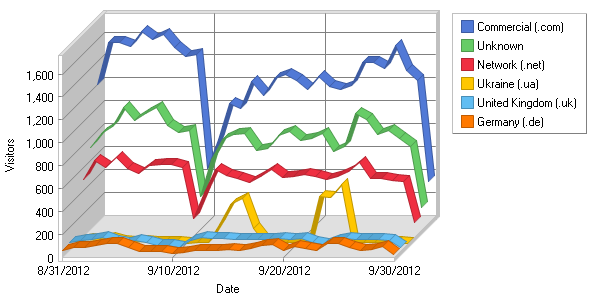 Commercial (.com)
Unknown
Network (.net)
Ukraine (.ua)
United Kingdom (.uk)
Germany (.de)
Visitors
1,600
1,400
1,200
1,000
800
600
400
200
0
8/31/2012 9/10/2012 9/20/2012 9/30/2012
Date